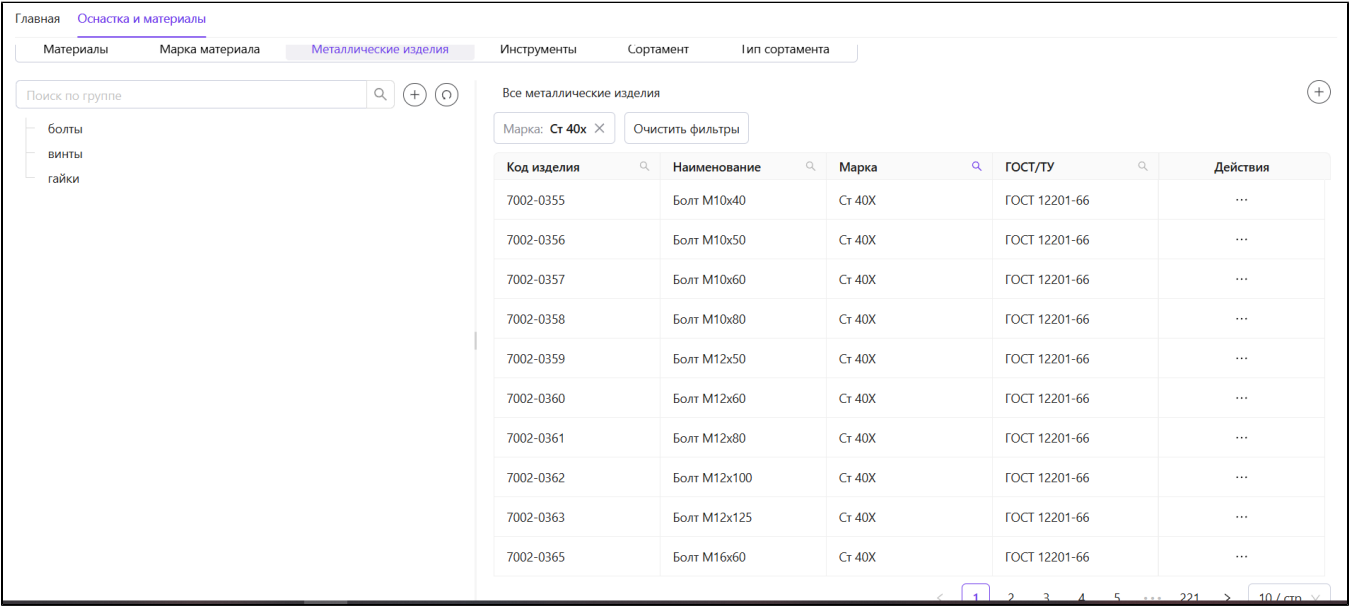 Главная Оснастка и материалы
Материалы Марка материала Металлические изделия Инструменты Сортамент Тип сортамента
Поиск по группе
болты
винты
гайки
Все металлические изделия
Марка: Ст 40х Очистить фильтры
Код изделия Наименование Марка ГОСТ/ТУ Действия
7002-0355 Болт М10х40 Ст 40Х ГОСТ 12201-66 ...
7002-0356 Болт М10х50 Ст 40Х ГОСТ 12201-66 ...
7002-0357 Болт М10х60 Ст 40Х ГОСТ 12201-66 ...
7002-0358 Болт М10х80 Ст 40Х ГОСТ 12201-66 ...
7002-0359 Болт М12х50 Ст 40Х ГОСТ 12201-66 ...
7002-0360 Болт М12х60 Ст 40Х ГОСТ 12201-66 ...
7002-0361 Болт М12х80 Ст 40Х ГОСТ 12201-66 ...
7002-0362 Болт М12х100 Ст 40Х ГОСТ 12201-66 ...
7002-0363 Болт М12х125 Ст 40Х ГОСТ 12201-66 ...
7002-0365 Болт М16х60 Ст 40Х ГОСТ 12201-66 ...
< 1 2 3 4 5 ... 221 > 10 / стр.